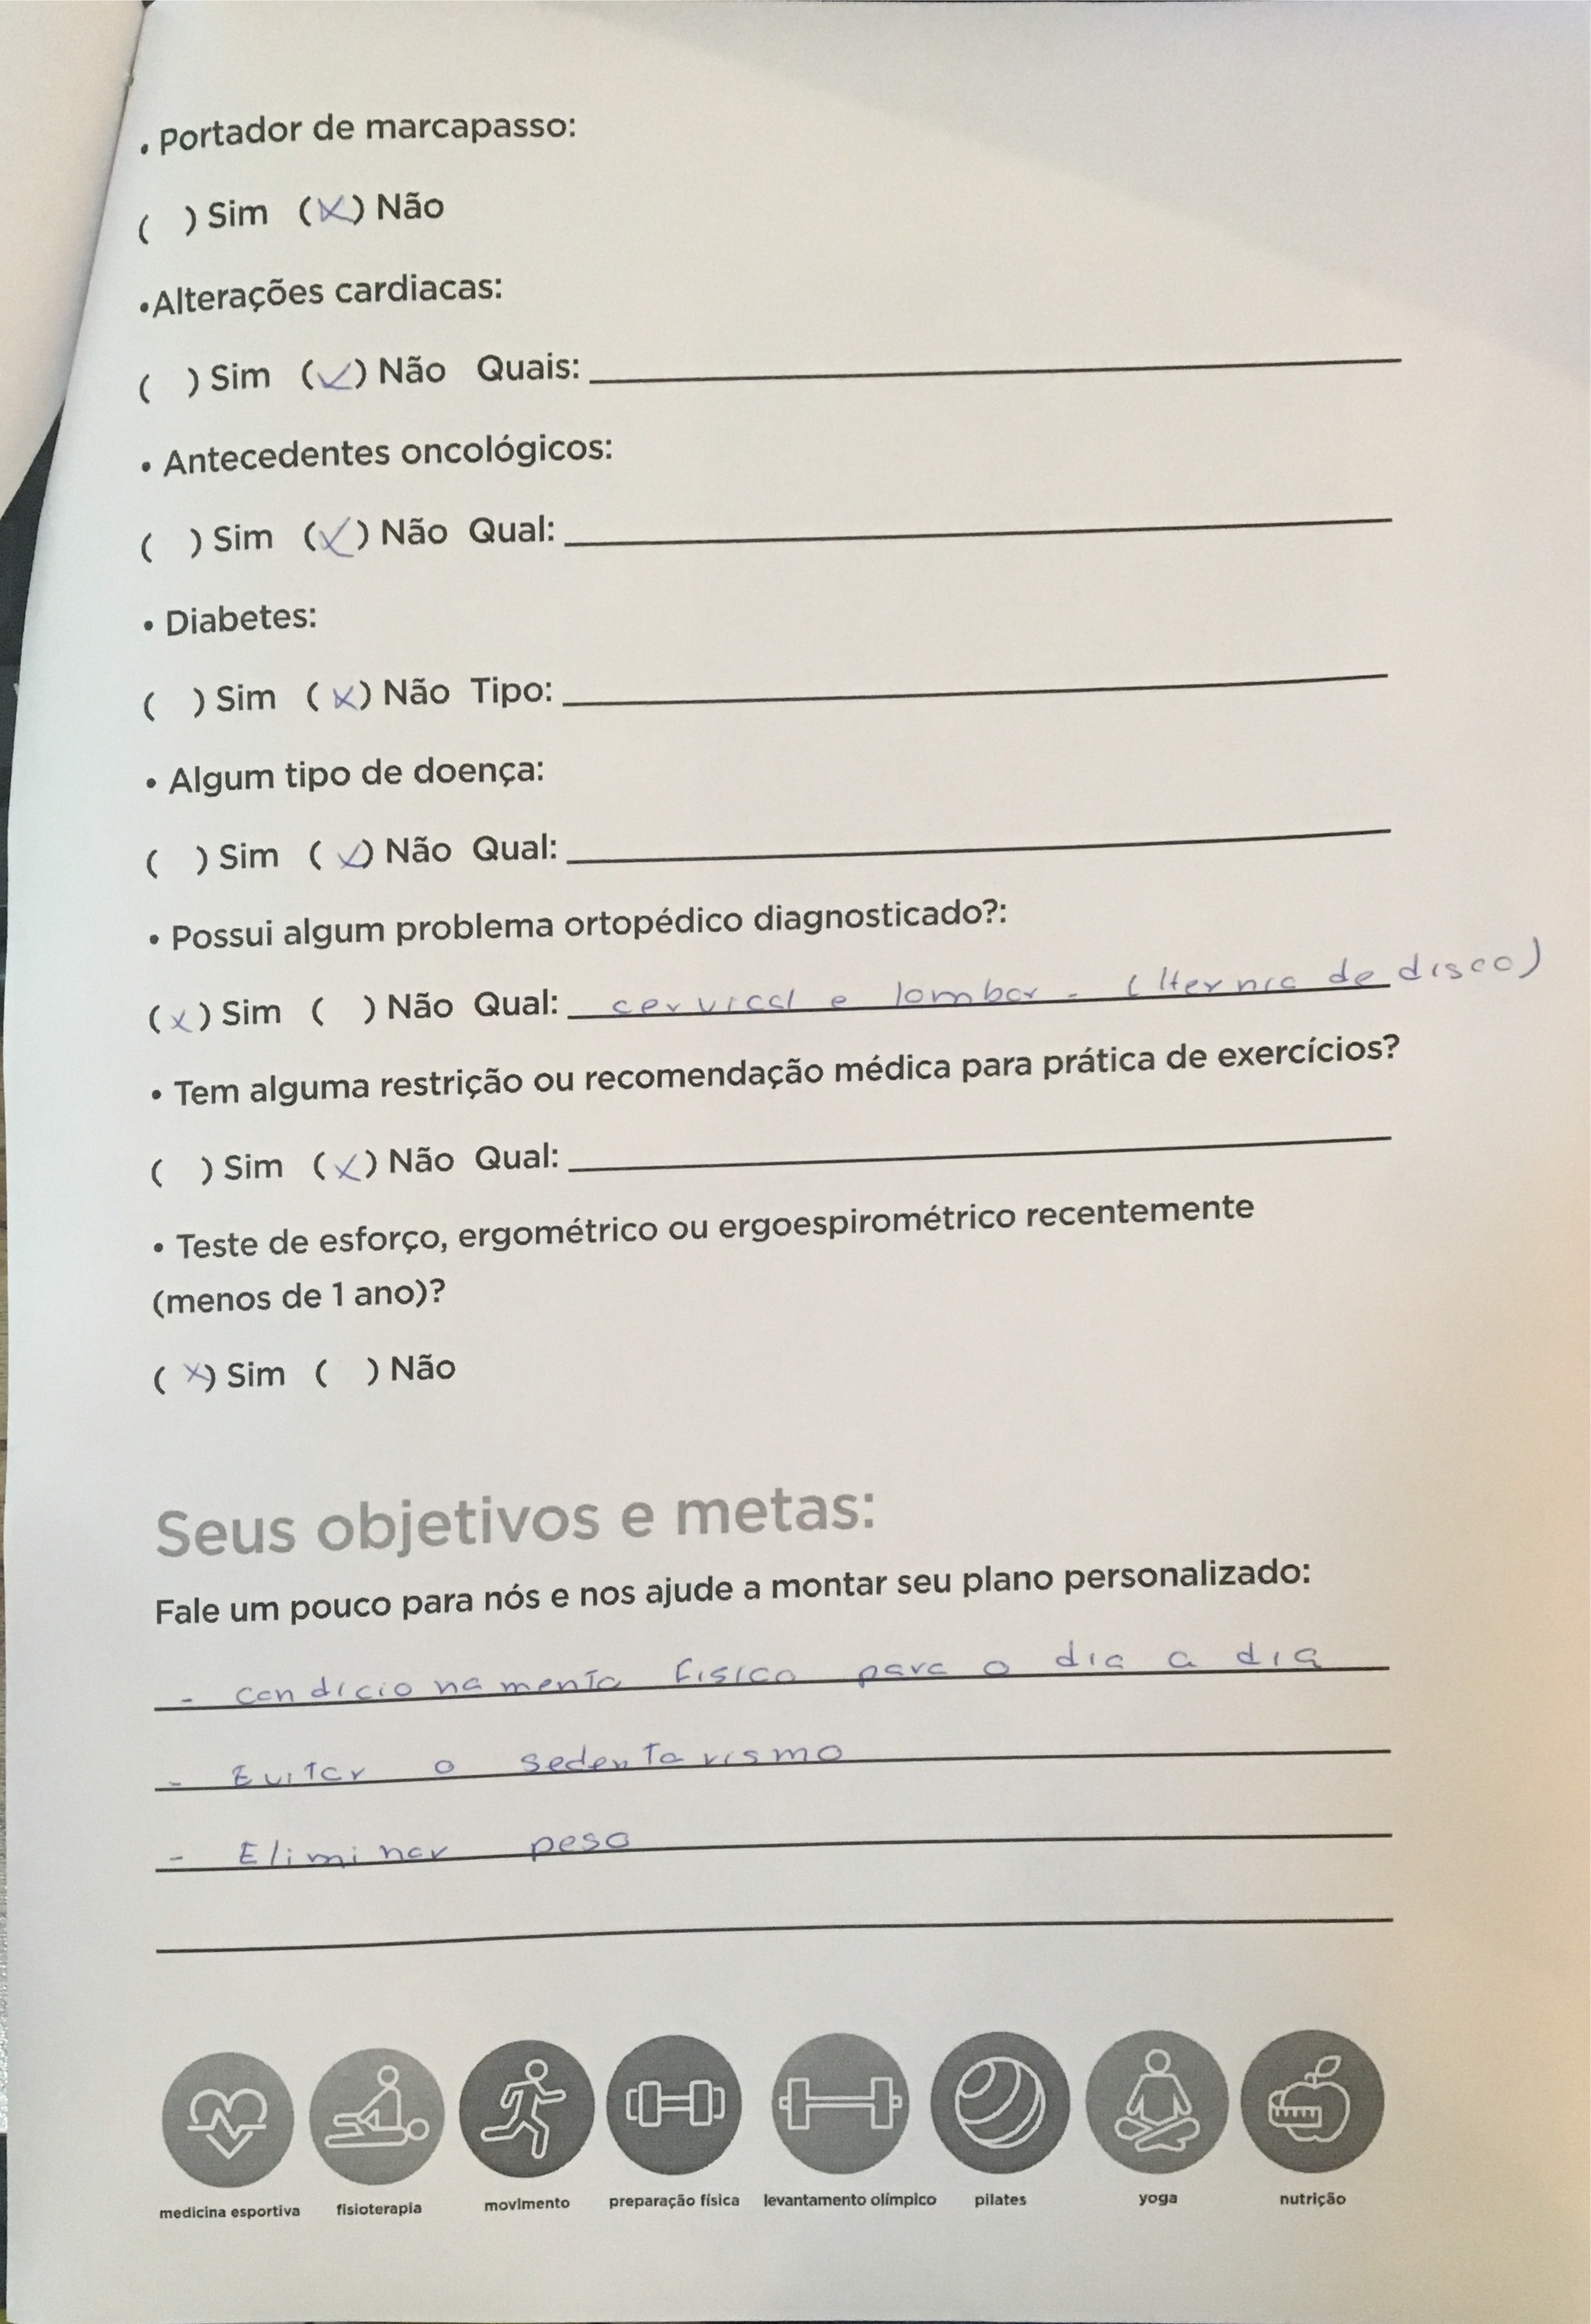 • Portador de marcapasso:
( ) Sim (X) Não
• Alterações cardiacas:
( ) Sim (X) Não Quais:
• Antecedentes oncológicos:
( ) Sim (X) Não Qual:
• Diabetes:
( ) Sim (X) Não Tipo:
• Algum tipo de doença:
( ) Sim (X) Não Qual:
• Possui algum problema ortopédico diagnosticado?:
(X) Sim ( ) Não Qual: cervical e lombar - (Hernia de disco)
• Tem alguma restrição ou recomendação médica para prática de exercícios?
( ) Sim (X) Não Qual:
• Teste de esforço, ergométrico ou ergoespirométrico recentemente
(menos de 1 ano)?
(X) Sim ( ) Não
Seus objetivos e metas:
Fale um pouco para nós e nos ajude a montar seu plano personalizado:
- condicionamento físico para o dia a dia
- Evitar o sedentarismo
- Eliminar peso
medicina esportiva fisioterapia movimento preparação física levantamento olímpico pilates yoga nutrição